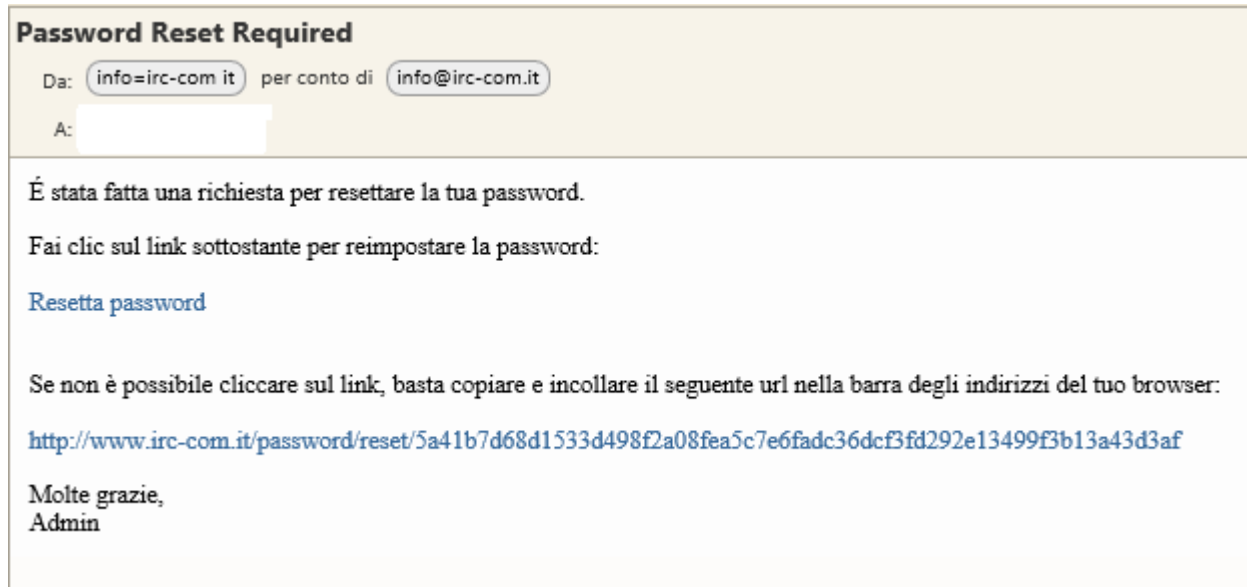 Password Reset Required
Da: info=irc-com it per conto di info@irc-com.it
A:
É stata fatta una richiesta per resettare la tua password.
Fai clic sul link sottostante per reimpostare la password:
Resetta password
Se non è possibile cliccare sul link, basta copiare e incollare il seguente url nella barra degli indirizzi del tuo browser:
http://www.irc-com.it/password/reset/5a41b7d68d1533d498f2a08fea5c7e6fadc36dcf3fd292e13499f3b13a43d3af
Molte grazie,
Admin